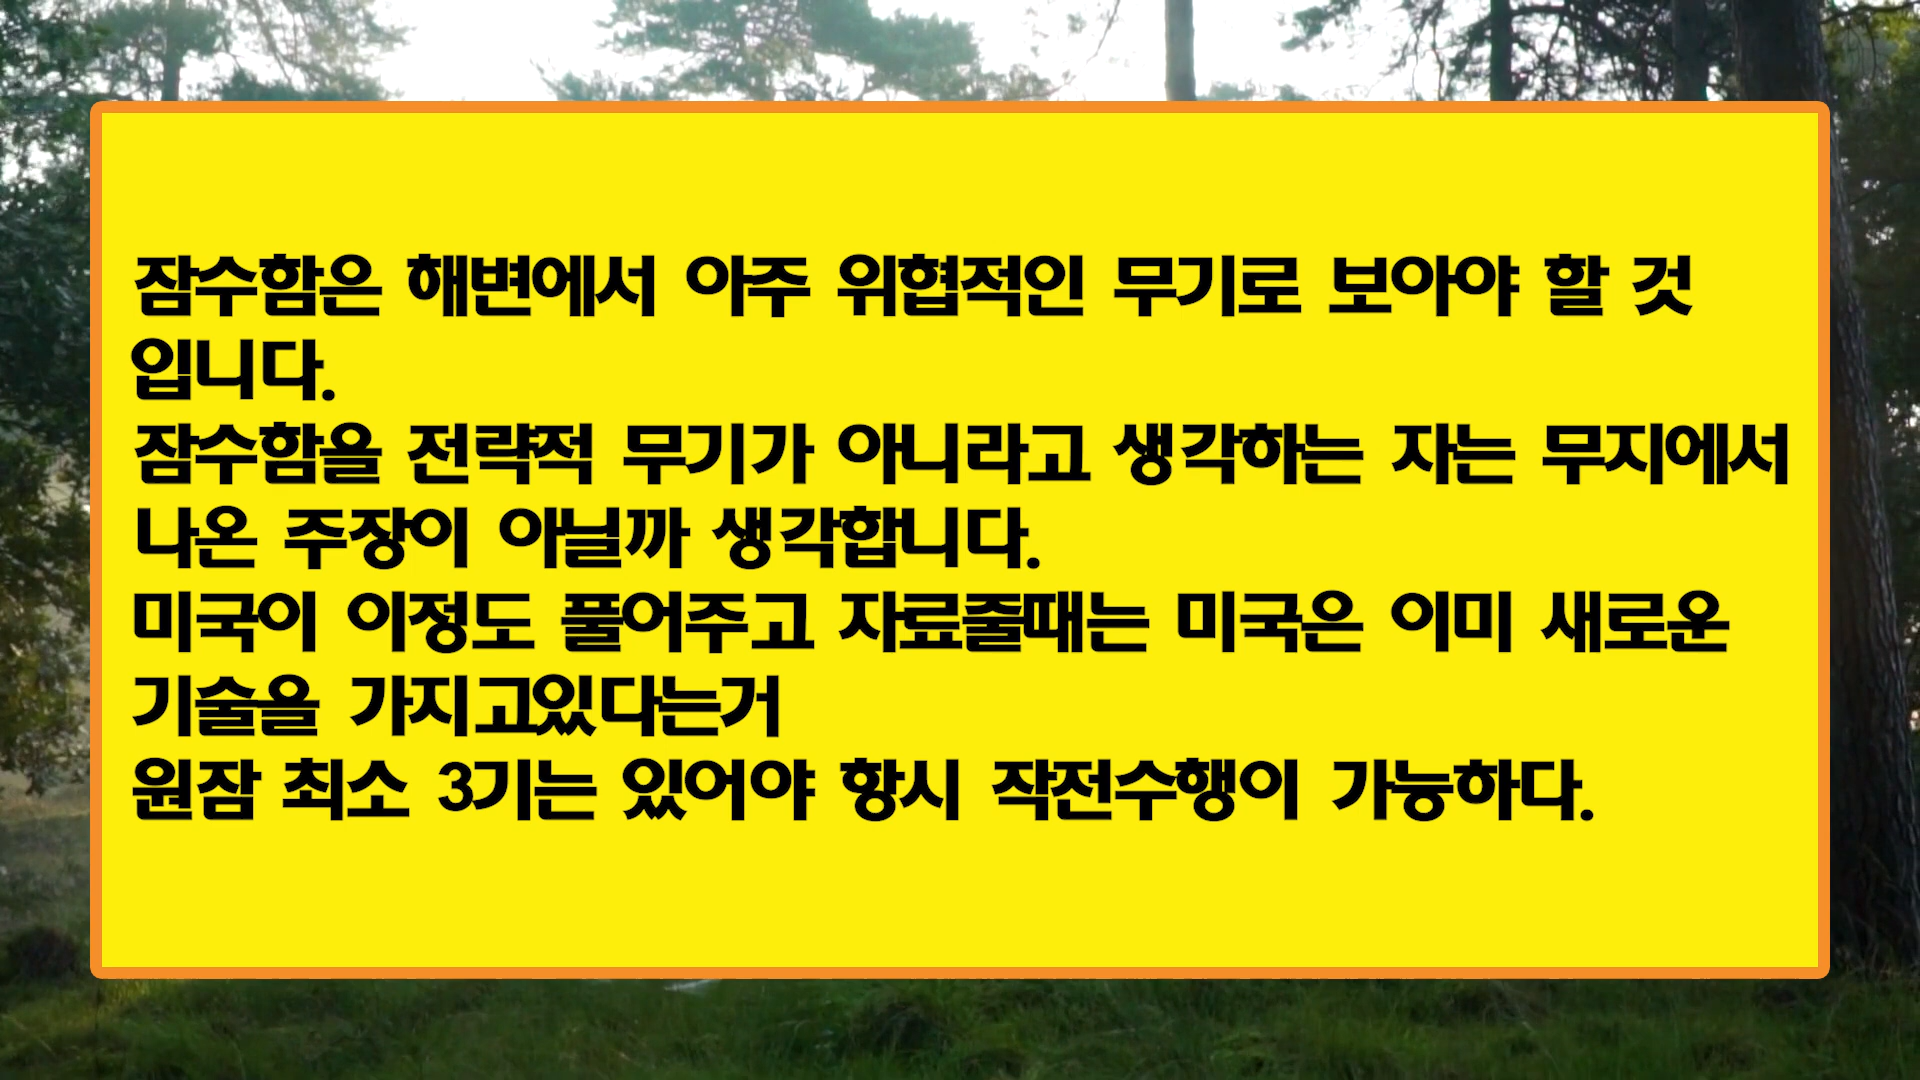 잠수함은 해변에서 아주 위협적인 무기로 보아야 할 것
입니다.
잠수함을 전략적 무기가 아니라고 생각하는 자는 무지에서
나온 주장이 아닐까 생각합니다.
미국이 이정도 풀어주고 자료줄때는 미국은 이미 새로운
기술을 가지고있다는거
원잠 최소 3기는 있어야 항시 작전수행이 가능하다.